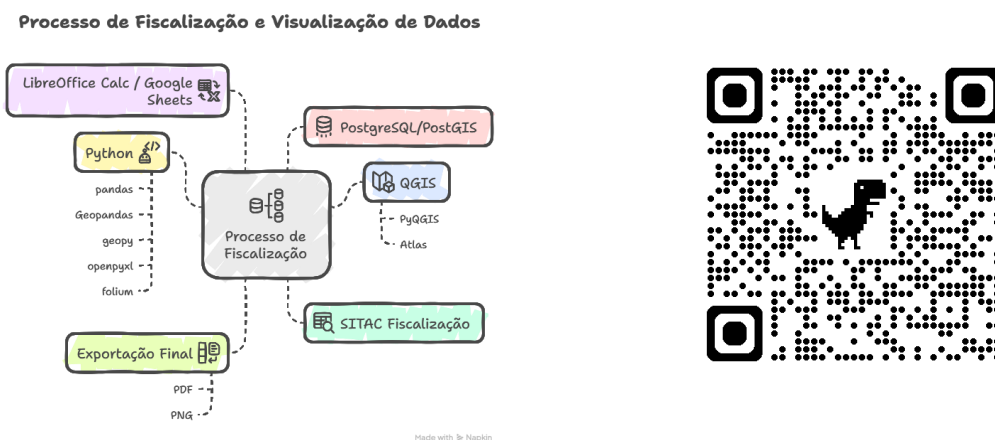 Processo de Fiscalização e Visualização de Dados
LibreOffice Calc / Google
Sheets
PostgreSQL/PostGIS
Python
QGIS
pandas
Geopandas
geopy
openpyxl
folium
PyQGIS
Atlas
Processo de
Fiscalização
SITAC Fiscalização
Exportação Final
PDF
PNG
Made with Napkin